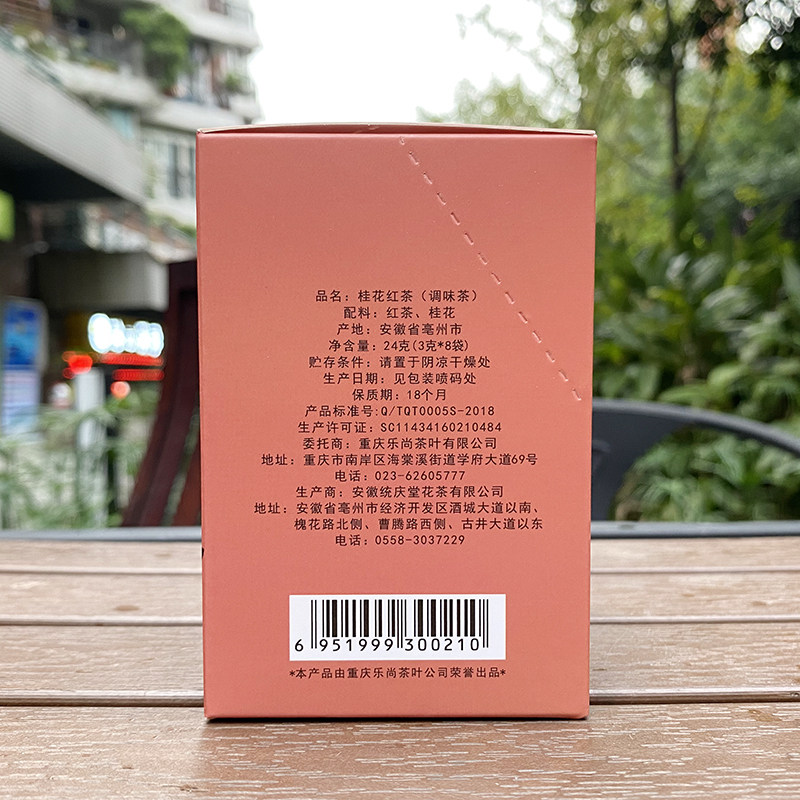 品名：桂花红茶（调味茶）
配料：红茶、桂花
产地：安徽省亳州市
净含量：24克(3克*8袋)
贮存条件：请置于阴凉干燥处
生产日期：见包装喷码处
保质期：18个月
产品标准号:Q/TQT0005S-2018
生产许可证：SC11434160210484
委托商：重庆乐尚茶叶有限公司
地址：重庆市南岸区海棠溪街道学府大道69号
电话：023-62605777
生产商：安徽统庆堂花茶有限公司
地址：安徽省亳州市经济开发区酒城大道以南、
槐花路北侧、曹腾路西侧、古井大道以东
电话：0558-3037229
6 951999 300210
*本产品由重庆乐尚茶叶公司荣誉出品*